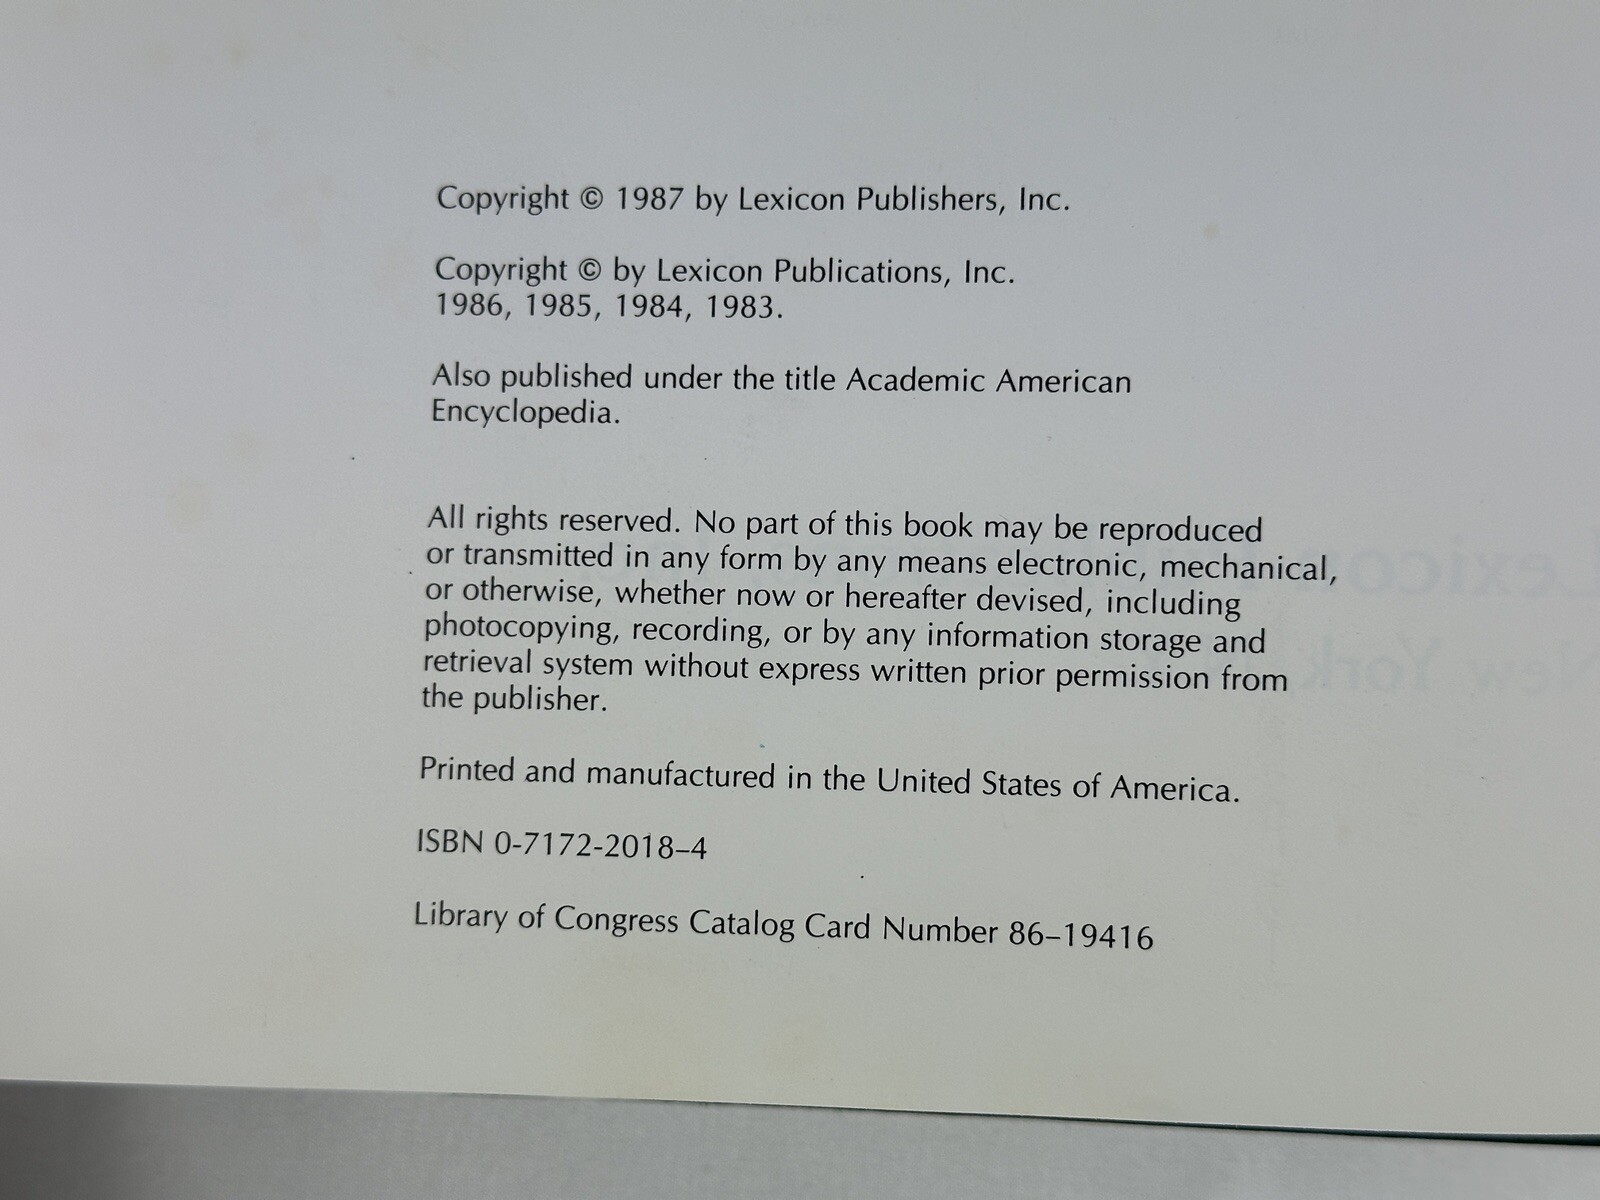 Copyright © 1987 by Lexicon Publishers, Inc.
Copyright © by Lexicon Publications, Inc.
1986, 1985, 1984, 1983.
Also published under the title Academic American
Encyclopedia.
All rights reserved. No part of this book may be reproduced
or transmitted in any form by any means electronic, mechanical,
or otherwise, whether now or hereafter devised, including
photocopying, recording, or by any information storage and
retrieval system without express written prior permission from
the publisher.
Printed and manufactured in the United States of America.
ISBN 0-7172-2018–4
Library of Congress Catalog Card Number 86–19416